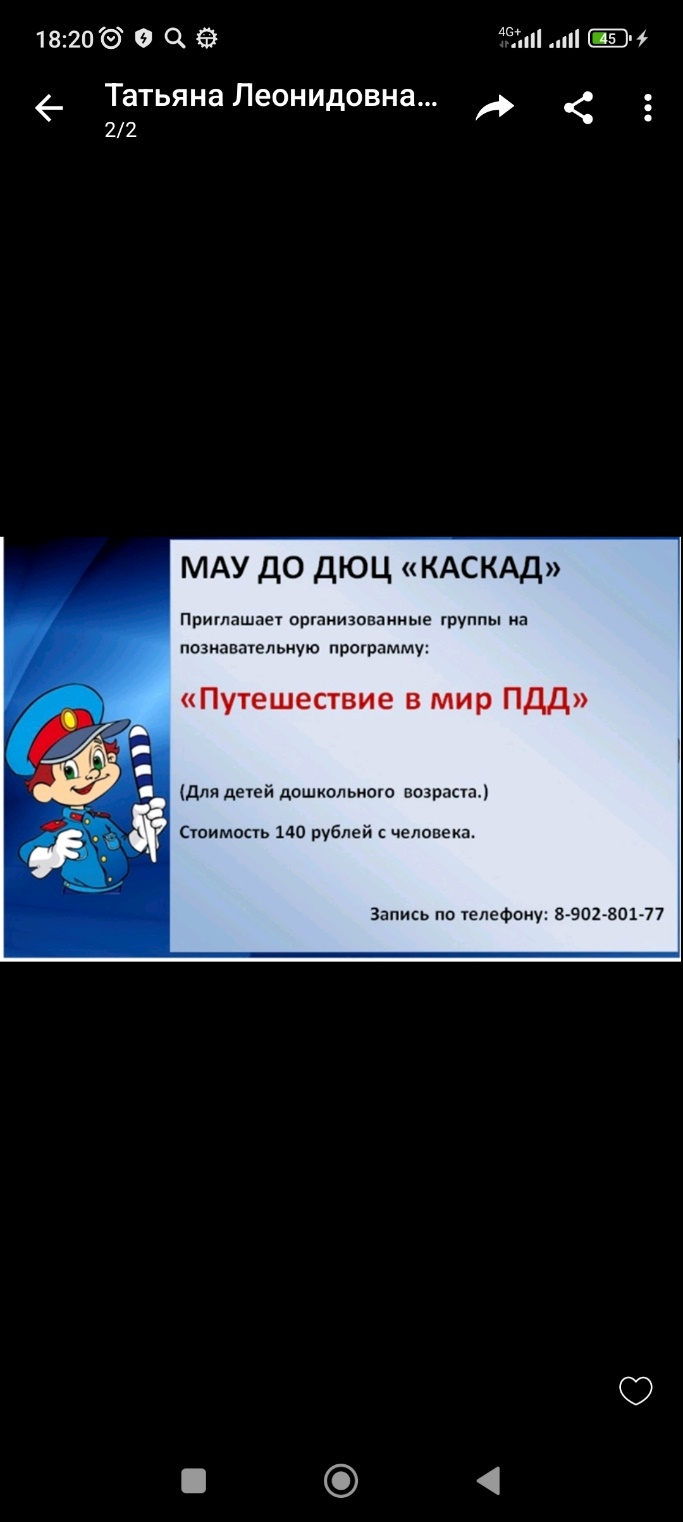 18:20
4G+
45
Татьяна Леонидовна...
2/2
МАУ ДО ДЮЦ «КАСКАД»
Приглашает организованные группы на
познавательную программу:
«Путешествие в мир ПДД»
(Для детей дошкольного возраста.)
Стоимость 140 рублей с человека.
Запись по телефону: 8-902-801-77